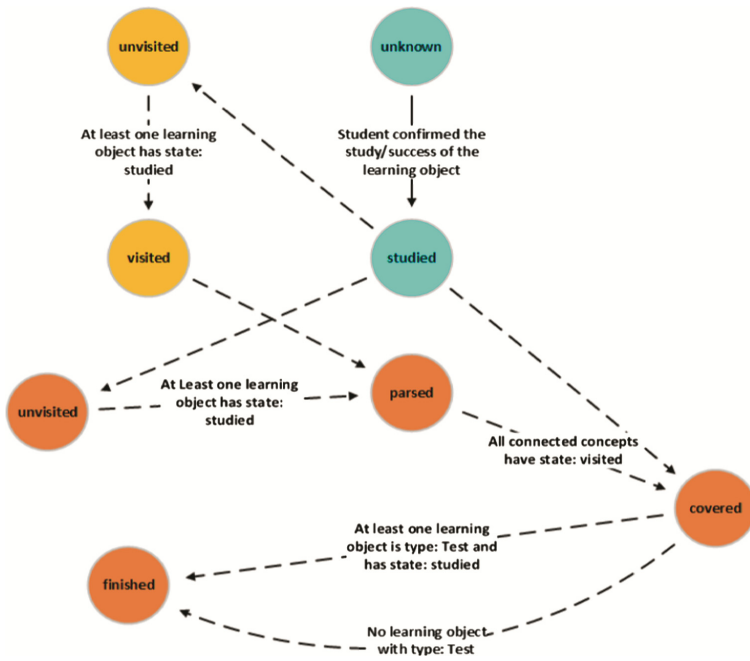 unvisited
unknown
At least one learning
object has state:
studied
Student confirmed the
study/success of the
learning object
visited
studied
unvisited
At Least one learning
object has state:
studied
parsed
All connected concepts
have state: visited
covered
At least one learning
object is type: Test and
has state: studied
finished
No learning object
with type: Test